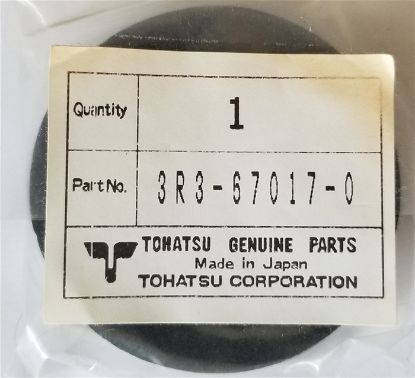 Quantity 1
Part No. 3R3-67017-0
TOHATSU GENUINE PARTS
Made in Japan
TOHATSU CORPORATION